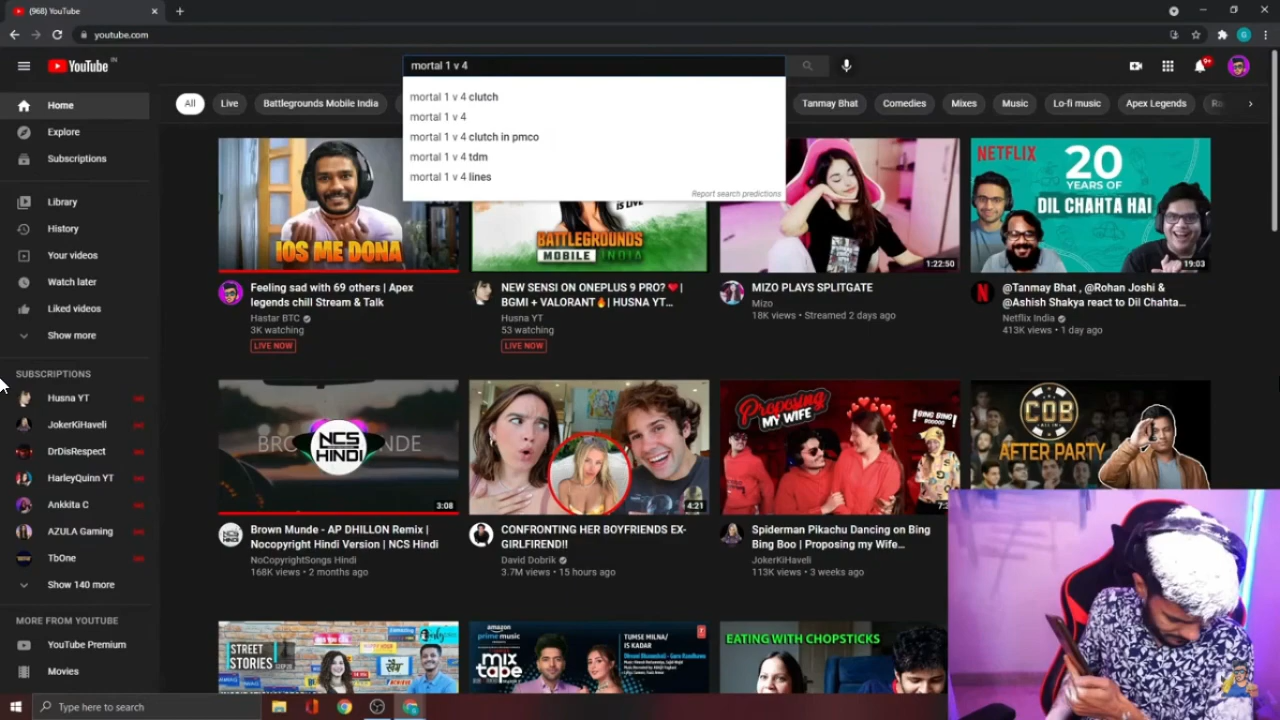 (968) YouTube
youtube.com
YouTube IN
mortal 1 v 4
9+
mortal 1 v 4 clutch
mortal 1 v 4
mortal 1 v 4 clutch in pmco
mortal 1 v 4 tdm
mortal 1 v 4 lines
Report search predictions
All
Live
Battlegrounds Mobile India
Tanmay Bhat
Comedies
Mixes
Music
Lo-fi music
Apex Legends
Home
Explore
Subscriptions
Library
History
Your videos
Watch later
Liked videos
Show more
SUBSCRIPTIONS
Husna YT
JokerKiHaveli
DrDisRespect
HarleyQuinn YT
Ankkita C
AZULA Gaming
TbOne
Show 140 more
MORE FROM YOUTUBE
YouTube Premium
Movies
IOS ME DONA
Feeling sad with 69 others | Apex
legends chill Stream & Talk
Hastar BTC
3K watching
LIVE NOW
IS LIVE
BATTLEGROUNDS
MOBILE INDIA
NEW SENSI ON ONEPLUS 9 PRO?❤️|
BGMI + VALORANT🔥| HUSNA YT...
Husna YT
53 watching
LIVE NOW
1:22:50
MIZO PLAYS SPLITGATE
Mizo
18K views • Streamed 2 days ago
NETFLIX
20
YEARS OF
DIL CHAHTA HAI
19:03
@Tanmay Bhat , @Rohan Joshi &
@Ashish Shakya react to Dil Chahta...
Netflix India
413K views • 1 day ago
NCS
HINDI
3:08
Brown Munde - AP DHILLON Remix |
Nocopyright Hindi Version | NCS Hindi
NoCopyrightSongs Hindi
168K views • 2 months ago
4:21
CONFRONTING HER BOYFRIENDS EX-
GIRLFIREND!!
David Dobrik
3.7M views • 15 hours ago
Proposing
MY WIFE
BING BING
BOOOOO
Spiderman Pikachu Dancing on Bing
Bing Boo | Proposing my Wife...
JokerKiHaveli
113K views • 3 weeks ago
COB
AFTER PARTY
STREET
STORIES
amazon
prime music
mix
tape
TUMSE MILNA/
IS KADAR
EATING WITH CHOPSTICKS
Type here to search